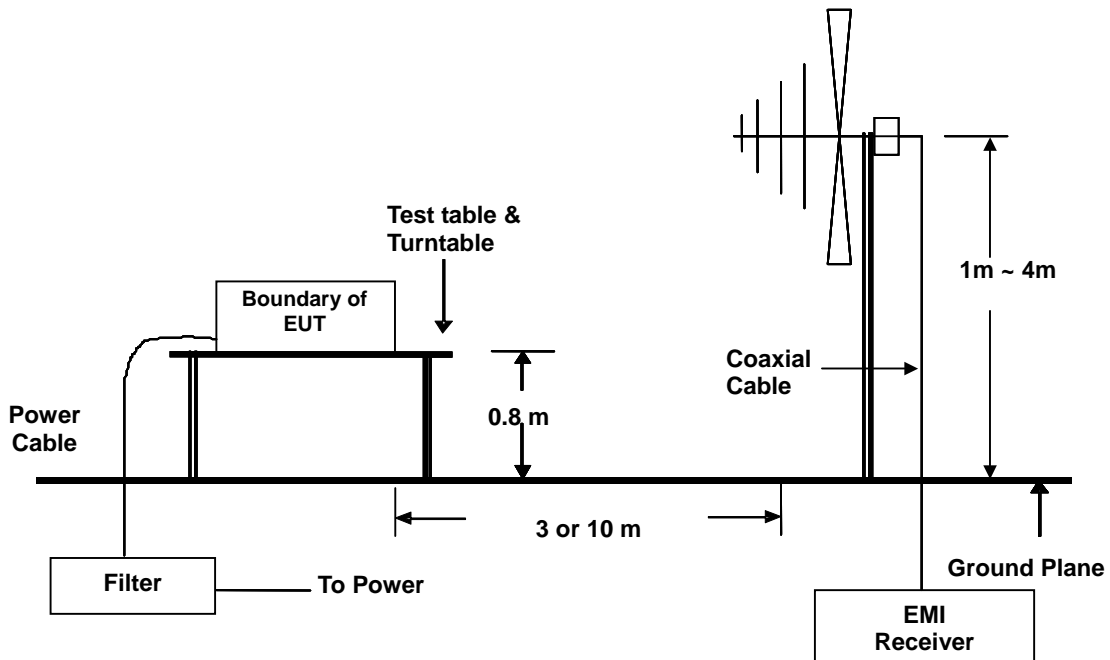 Test table &
Turntable
Boundary of
EUT
1m ~ 4m
Coaxial
Cable
0.8 m
Power
Cable
3 or 10 m
Filter
To Power
Ground Plane
EMI
Receiver